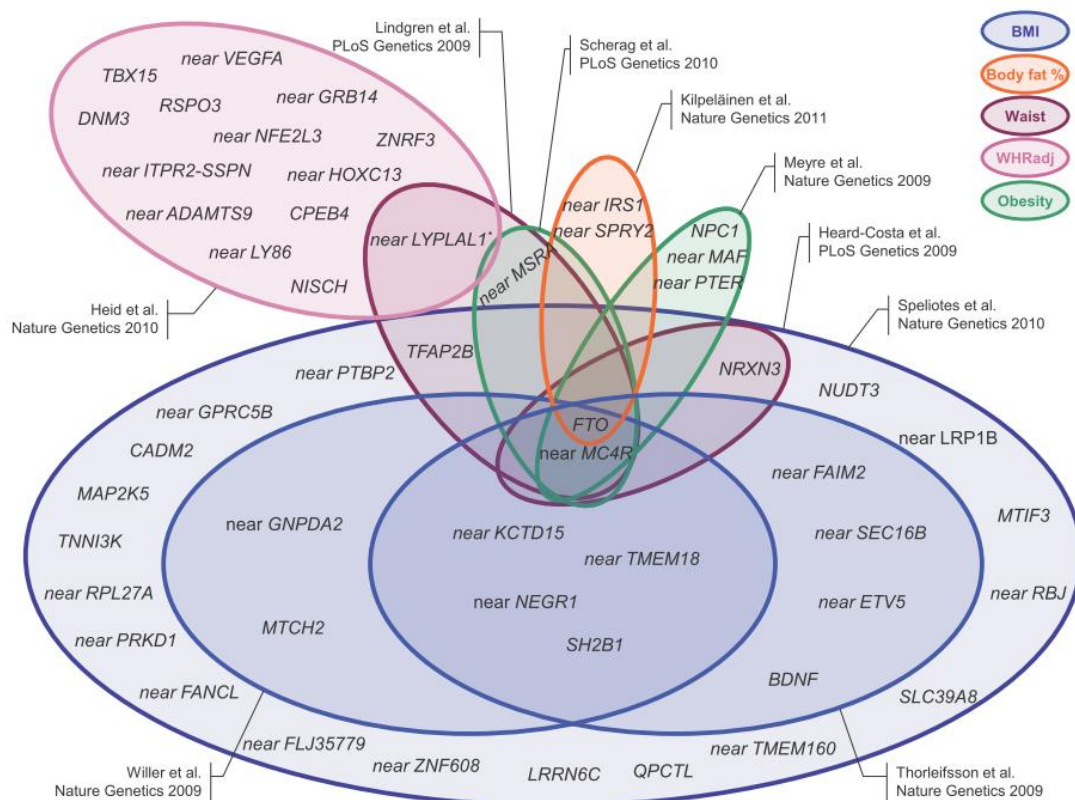 Lindgren et al.
PLoS Genetics 2009
Scherag et al.
PLoS Genetics 2010
Kilpeläinen et al.
Nature Genetics 2011
Meyre et al.
Nature Genetics 2009
Heard-Costa et al.
PLoS Genetics 2009
Speliotes et al.
Nature Genetics 2010
BMI
Body fat %
Waist
WHRadj
Obesity
near VEGFA
TBX15
RSPO3
near GRB14
DNM3
near NFE2L3
ZNRF3
near ITPR2-SSPN
near HOXC13
near ADAMTS9
CPEB4
near LYPLAL1*
near LY86
NISCH
Heid et al.
Nature Genetics 2010
near MSRA
near IRS1
near SPRY2
NPC1
near MAF
near PTER
TFAP2B
NRXN3
near PTBP2
NUDT3
near GPRC5B
near LRP1B
CADM2
FTO
near MC4R
near FAIM2
MAP2K5
near GNPDA2
near KCTD15
near SEC16B
MTIF3
TNNI3K
near TMEM18
near RPL27A
near NEGR1
near ETV5
near RBJ
near PRKD1
MTCH2
SH2B1
near FANCL
BDNF
SLC39A8
near FLJ35779
near ZNF608
LRRN6C
QPCTL
near TMEM160
Willer et al.
Nature Genetics 2009
Thorleifsson et al.
Nature Genetics 2009